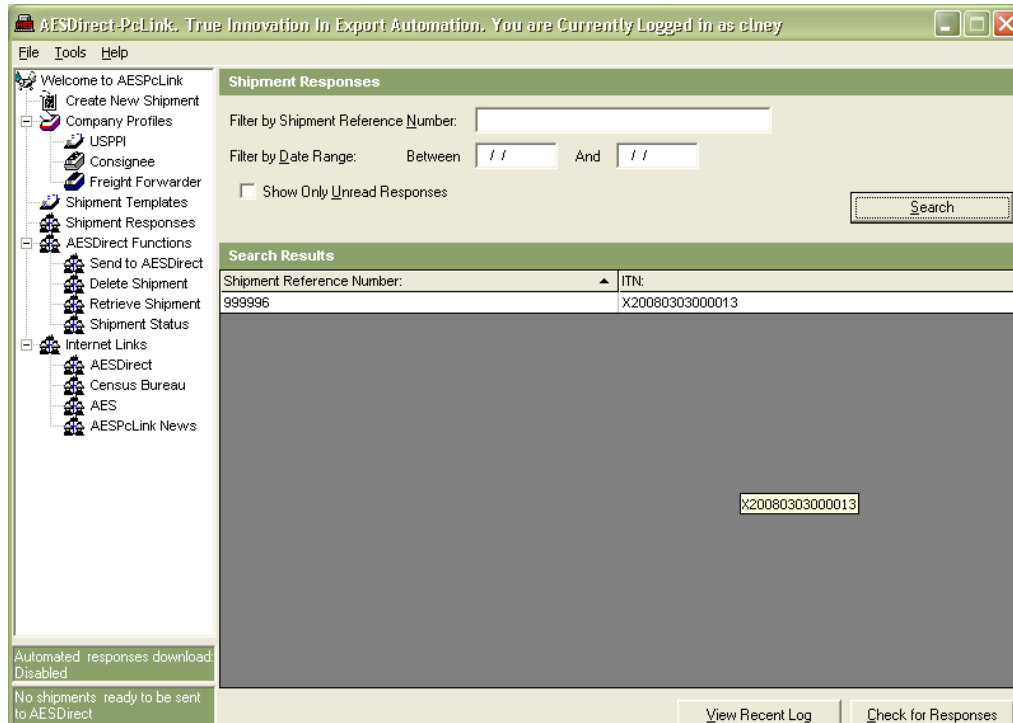 AESDirect-PcLink. True Innovation In Export Automation. You are Currently Logged in as clney
File Tools Help
Welcome to AESPcLink
Create New Shipment
Company Profiles
USPPI
Consignee
Freight Forwarder
Shipment Templates
Shipment Responses
AESDirect Functions
Send to AESDirect
Delete Shipment
Retrieve Shipment
Shipment Status
Internet Links
AESDirect
Census Bureau
AES
AESPcLink News
Automated responses download:
Disabled
No shipments ready to be sent
to AESDirect
Shipment Responses
Filter by Shipment Reference Number:
Filter by Date Range: Between / / And / /
Show Only Unread Responses
Search
Search Results
Shipment Reference Number: ITN:
999996 X20080303000013
X20080303000013
View Recent Log Check for Responses